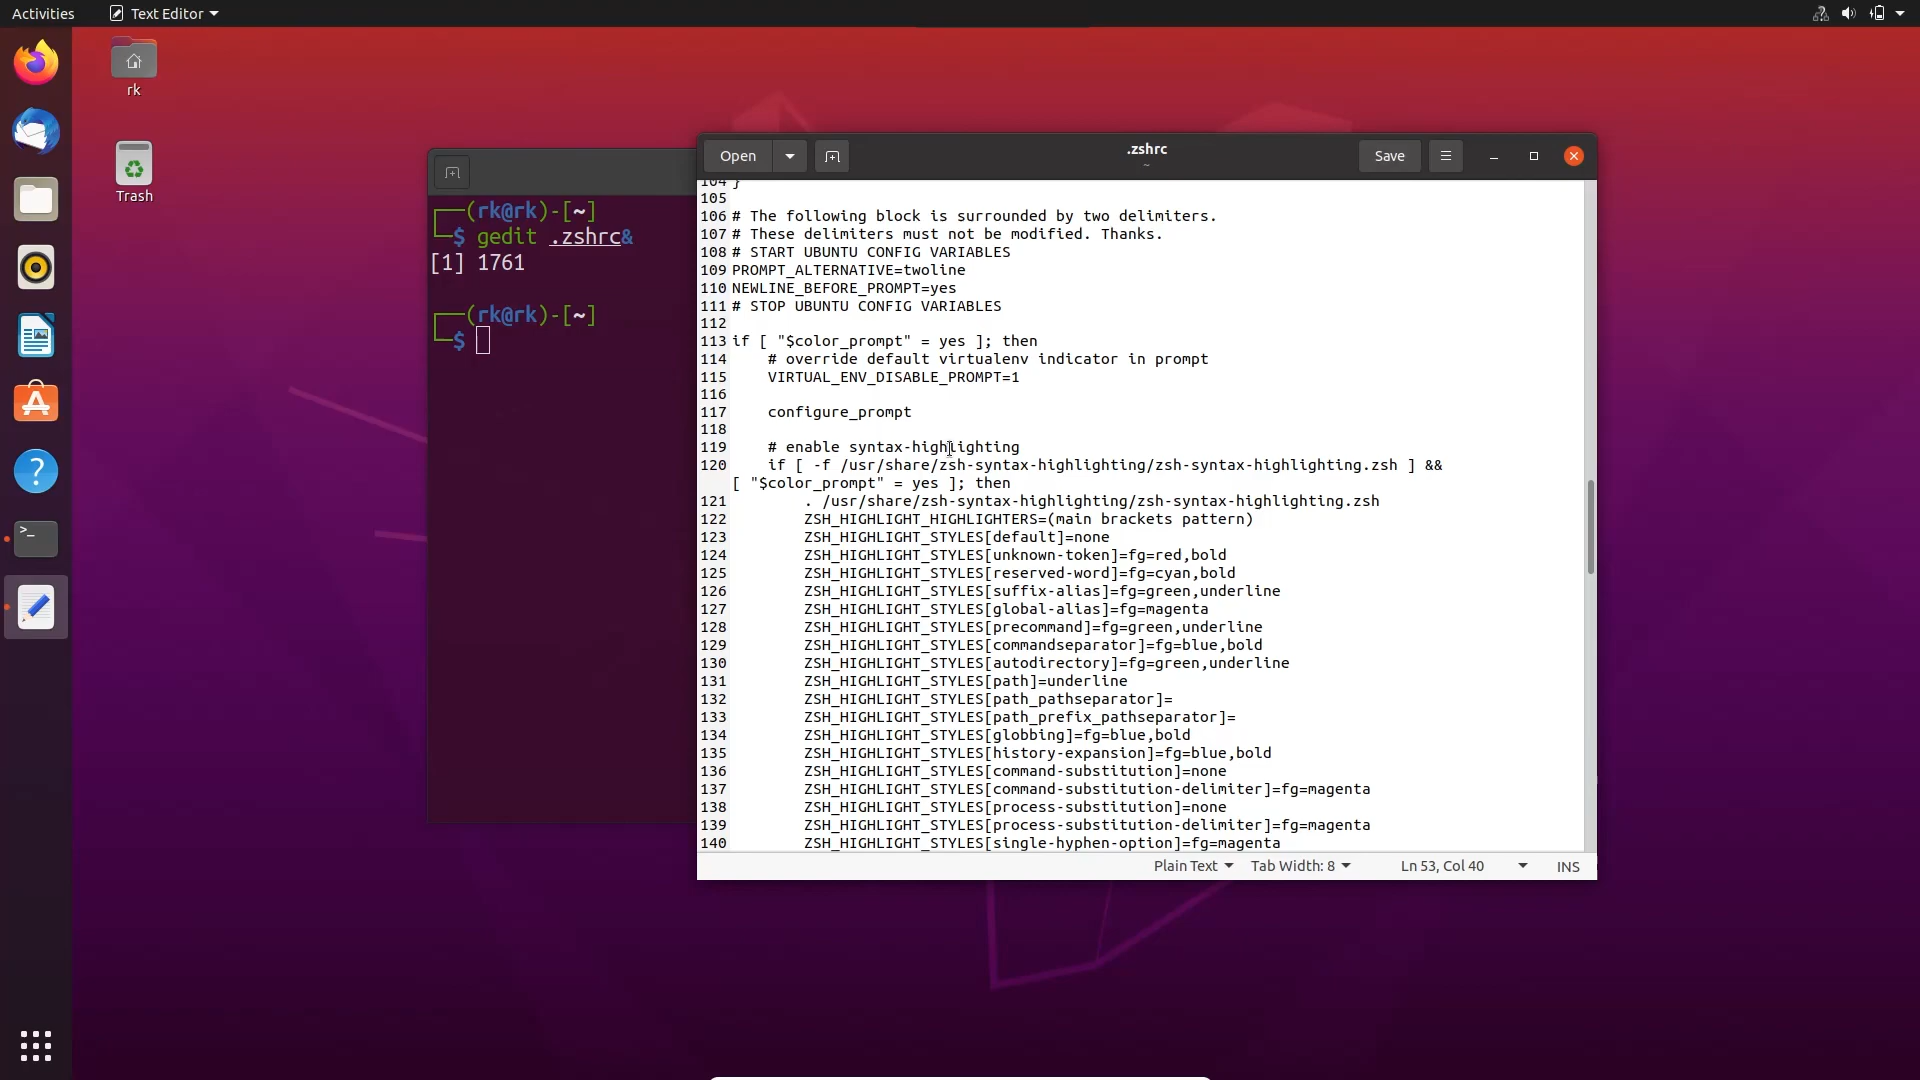 Activities
Text Editor
rk
Trash
┌──(rk@rk)-[~]
└─$ gedit .zshrc&
[1] 1761
┌──(rk@rk)-[~]
└─$
Open
.zshrc
~
Save
104 }
105
106 # The following block is surrounded by two delimiters.
107 # These delimiters must not be modified. Thanks.
108 # START UBUNTU CONFIG VARIABLES
109 PROMPT_ALTERNATIVE=twoline
110 NEWLINE_BEFORE_PROMPT=yes
111 # STOP UBUNTU CONFIG VARIABLES
112
113 if [ "$color_prompt" = yes ]; then
114     # override default virtualenv indicator in prompt
115     VIRTUAL_ENV_DISABLE_PROMPT=1
116
117     configure_prompt
118
119     # enable syntax-highlighting
120     if [ -f /usr/share/zsh-syntax-highlighting/zsh-syntax-highlighting.zsh ] &&
[ "$color_prompt" = yes ]; then
121         . /usr/share/zsh-syntax-highlighting/zsh-syntax-highlighting.zsh
122         ZSH_HIGHLIGHT_HIGHLIGHTERS=(main brackets pattern)
123         ZSH_HIGHLIGHT_STYLES[default]=none
124         ZSH_HIGHLIGHT_STYLES[unknown-token]=fg=red,bold
125         ZSH_HIGHLIGHT_STYLES[reserved-word]=fg=cyan,bold
126         ZSH_HIGHLIGHT_STYLES[suffix-alias]=fg=green,underline
127         ZSH_HIGHLIGHT_STYLES[global-alias]=fg=magenta
128         ZSH_HIGHLIGHT_STYLES[precommand]=fg=green,underline
129         ZSH_HIGHLIGHT_STYLES[commandseparator]=fg=blue,bold
130         ZSH_HIGHLIGHT_STYLES[autodirectory]=fg=green,underline
131         ZSH_HIGHLIGHT_STYLES[path]=underline
132         ZSH_HIGHLIGHT_STYLES[path_pathseparator]=
133         ZSH_HIGHLIGHT_STYLES[path_prefix_pathseparator]=
134         ZSH_HIGHLIGHT_STYLES[globbing]=fg=blue,bold
135         ZSH_HIGHLIGHT_STYLES[history-expansion]=fg=blue,bold
136         ZSH_HIGHLIGHT_STYLES[command-substitution]=none
137         ZSH_HIGHLIGHT_STYLES[command-substitution-delimiter]=fg=magenta
138         ZSH_HIGHLIGHT_STYLES[process-substitution]=none
139         ZSH_HIGHLIGHT_STYLES[process-substitution-delimiter]=fg=magenta
140         ZSH_HIGHLIGHT_STYLES[single-hyphen-option]=fg=magenta
Plain Text
Tab Width: 8
Ln 53, Col 40
INS